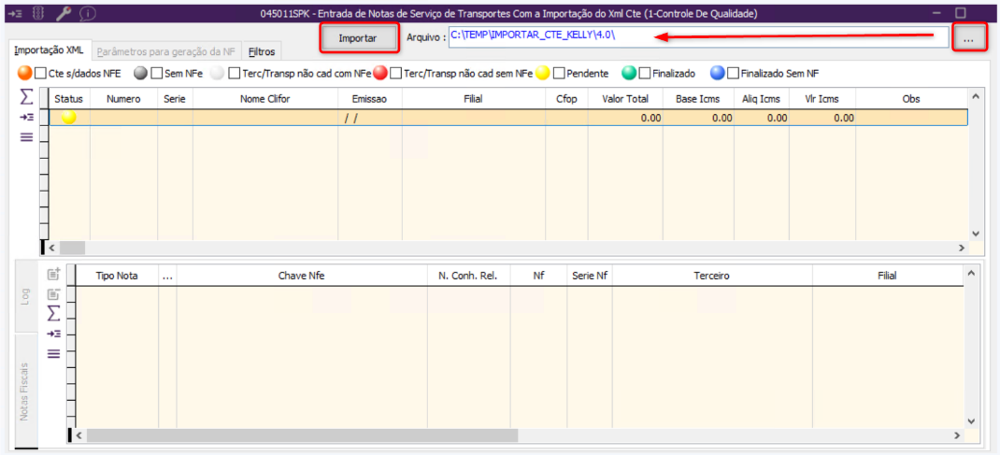 045011SPK - Entrada de Notas de Serviço de Transportes Com a Importação do Xml Cte (1-Controle De Qualidade)
Importar Arquivo : C:\TEMP\IMPORTAR_CTE_KELLY\4.0\ ...
Importação XML Parâmetros para geração da NF Filtros
Cte s/dados NFE Sem NFe Terc/Transp não cad com NFe Terc/Transp não cad sem NFe Pendente Finalizado Finalizado Sem NF
Status Numero Serie Nome Clifor Emissao Filial Cfop Valor Total Base Icms Aliq Icms Vlr Icms Obs
/ / 0.00 0.00 0.00 0.00
Log
Notas Fiscais
Tipo Nota ... Chave Nfe N. Conh. Rel. Nf Serie Nf Terceiro Filial